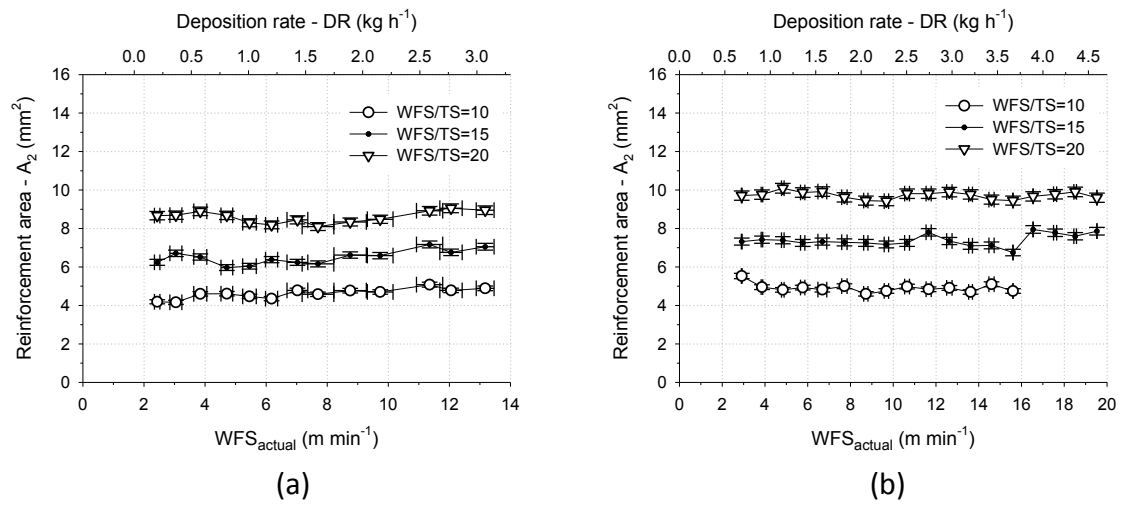 Deposition rate - DR (kg h⁻¹)
0.0 0.5 1.0 1.5 2.0 2.5 3.0
Reinforcement area - A₂ (mm²)
16
14
12
10
8
6
4
2
0
WFS/TS=10
WFS/TS=15
WFS/TS=20
0 2 4 6 8 10 12 14
WFSactual (m min⁻¹)
(a)
Deposition rate - DR (kg h⁻¹)
0.0 0.5 1.0 1.5 2.0 2.5 3.0 3.5 4.0 4.5
Reinforcement area - A₂ (mm²)
16
14
12
10
8
6
4
2
0
WFS/TS=10
WFS/TS=15
WFS/TS=20
0 2 4 6 8 10 12 14 16 18 20
WFSactual (m min⁻¹)
(b)